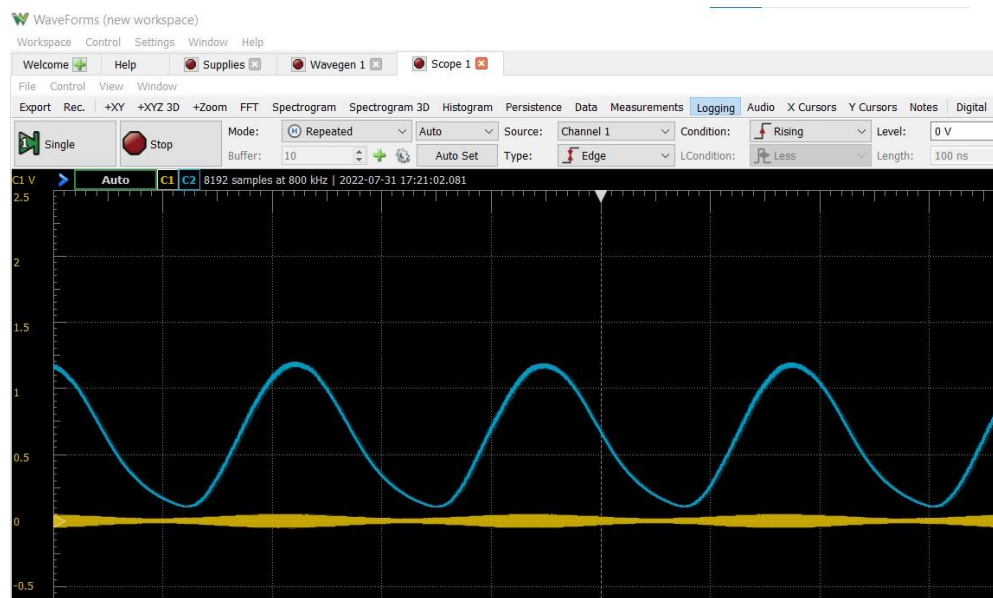 WaveForms (new workspace)
Workspace Control Settings Window Help
Welcome Help Supplies Wavegen 1 Scope 1
File Control View Window
Export Rec. +XY +XYZ 3D +Zoom FFT Spectrogram Spectrogram 3D Histogram Persistence Data Measurements Logging Audio X Cursors Y Cursors Notes Digital
1 Single Stop Mode: Repeated Auto Source: Channel 1 Condition: Rising Level: 0 V
Buffer: 10 Auto Set Type: Edge LCondition: Less Length: 100 ns
C1 V Auto C1 C2 8192 samples at 800 kHz | 2022-07-31 17:21:02.081
2.5
2
1.5
1
0.5
0
-0.5